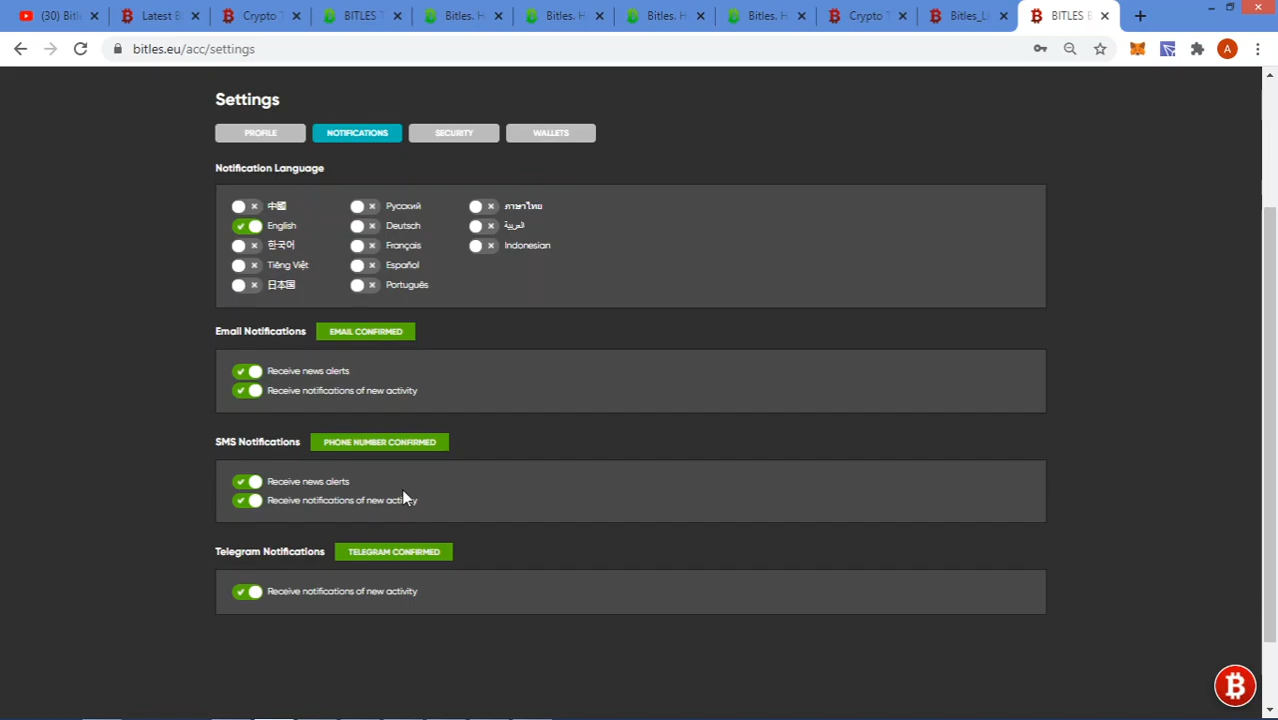 (30) Bitl
Latest B
Crypto T
BITLES T
Bitles. H
Bitles. H
Bitles. H
Bitles. H
Crypto T
Bitles_Li
BITLES E
bitles.eu/acc/settings
A
Settings
PROFILE
NOTIFICATIONS
SECURITY
WALLETS
Notification Language
中國
Русский
ภาษาไทย
English
Deutsch
العربية
한국어
Français
Indonesian
Tiếng Việt
Español
日本国
Português
Email Notifications
EMAIL CONFIRMED
Receive news alerts
Receive notifications of new activity
SMS Notifications
PHONE NUMBER CONFIRMED
Receive news alerts
Receive notifications of new activity
Telegram Notifications
TELEGRAM CONFIRMED
Receive notifications of new activity